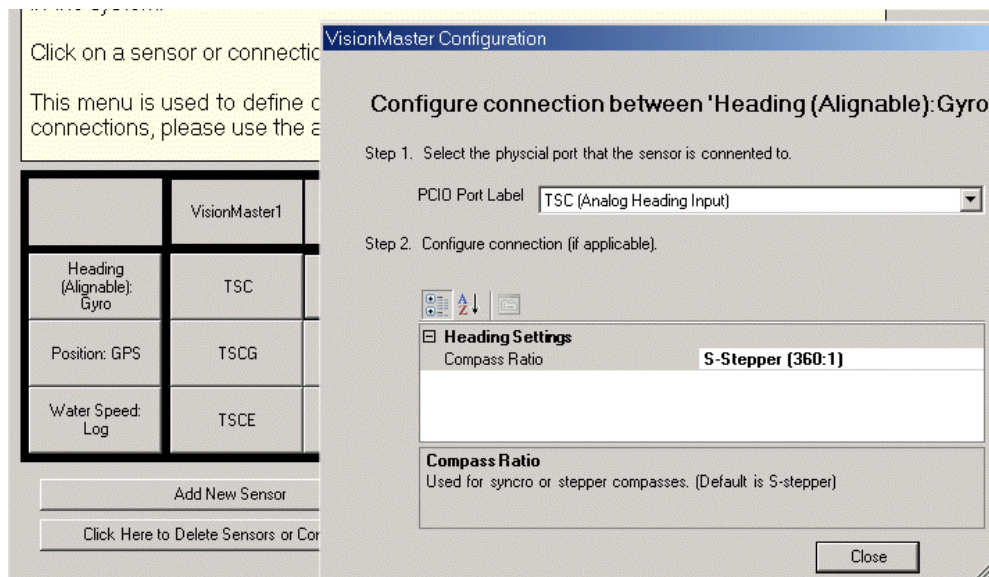 Click on a sensor or connectic
This menu is used to define c
connections, please use the a
VisionMaster1
Heading
(Alignable):
Gyro
TSC
Position: GPS
TSCG
Water Speed:
Log
TSCE
Add New Sensor
Click Here to Delete Sensors or Cor
VisionMaster Configuration
Configure connection between 'Heading (Alignable):Gyro
Step 1. Select the physcial port that the sensor is connented to.
PCIO Port Label TSC (Analog Heading Input)
Step 2. Configure connection (if applicable).
Heading Settings
Compass Ratio S-Stepper (360:1)
Compass Ratio
Used for syncro or stepper compasses. (Default is S-stepper)
Close